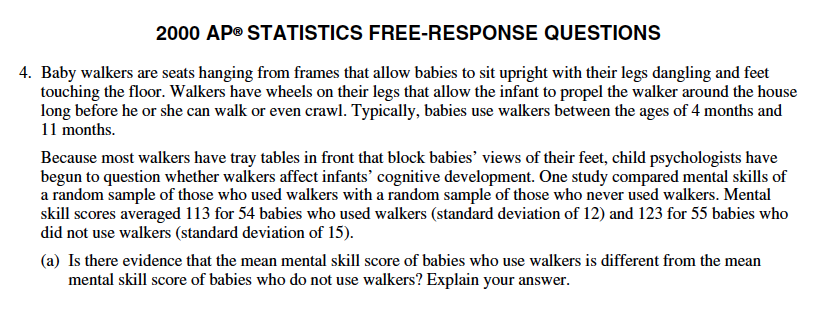 2000 AP® STATISTICS FREE-RESPONSE QUESTIONS
4. Baby walkers are seats hanging from frames that allow babies to sit upright with their legs dangling and feet
touching the floor. Walkers have wheels on their legs that allow the infant to propel the walker around the house
long before he or she can walk or even crawl. Typically, babies use walkers between the ages of 4 months and
11 months.
Because most walkers have tray tables in front that block babies' views of their feet, child psychologists have
begun to question whether walkers affect infants' cognitive development. One study compared mental skills of
a random sample of those who used walkers with a random sample of those who never used walkers. Mental
skill scores averaged 113 for 54 babies who used walkers (standard deviation of 12) and 123 for 55 babies who
did not use walkers (standard deviation of 15).
(a) Is there evidence that the mean mental skill score of babies who use walkers is different from the mean
mental skill score of babies who do not use walkers? Explain your answer.